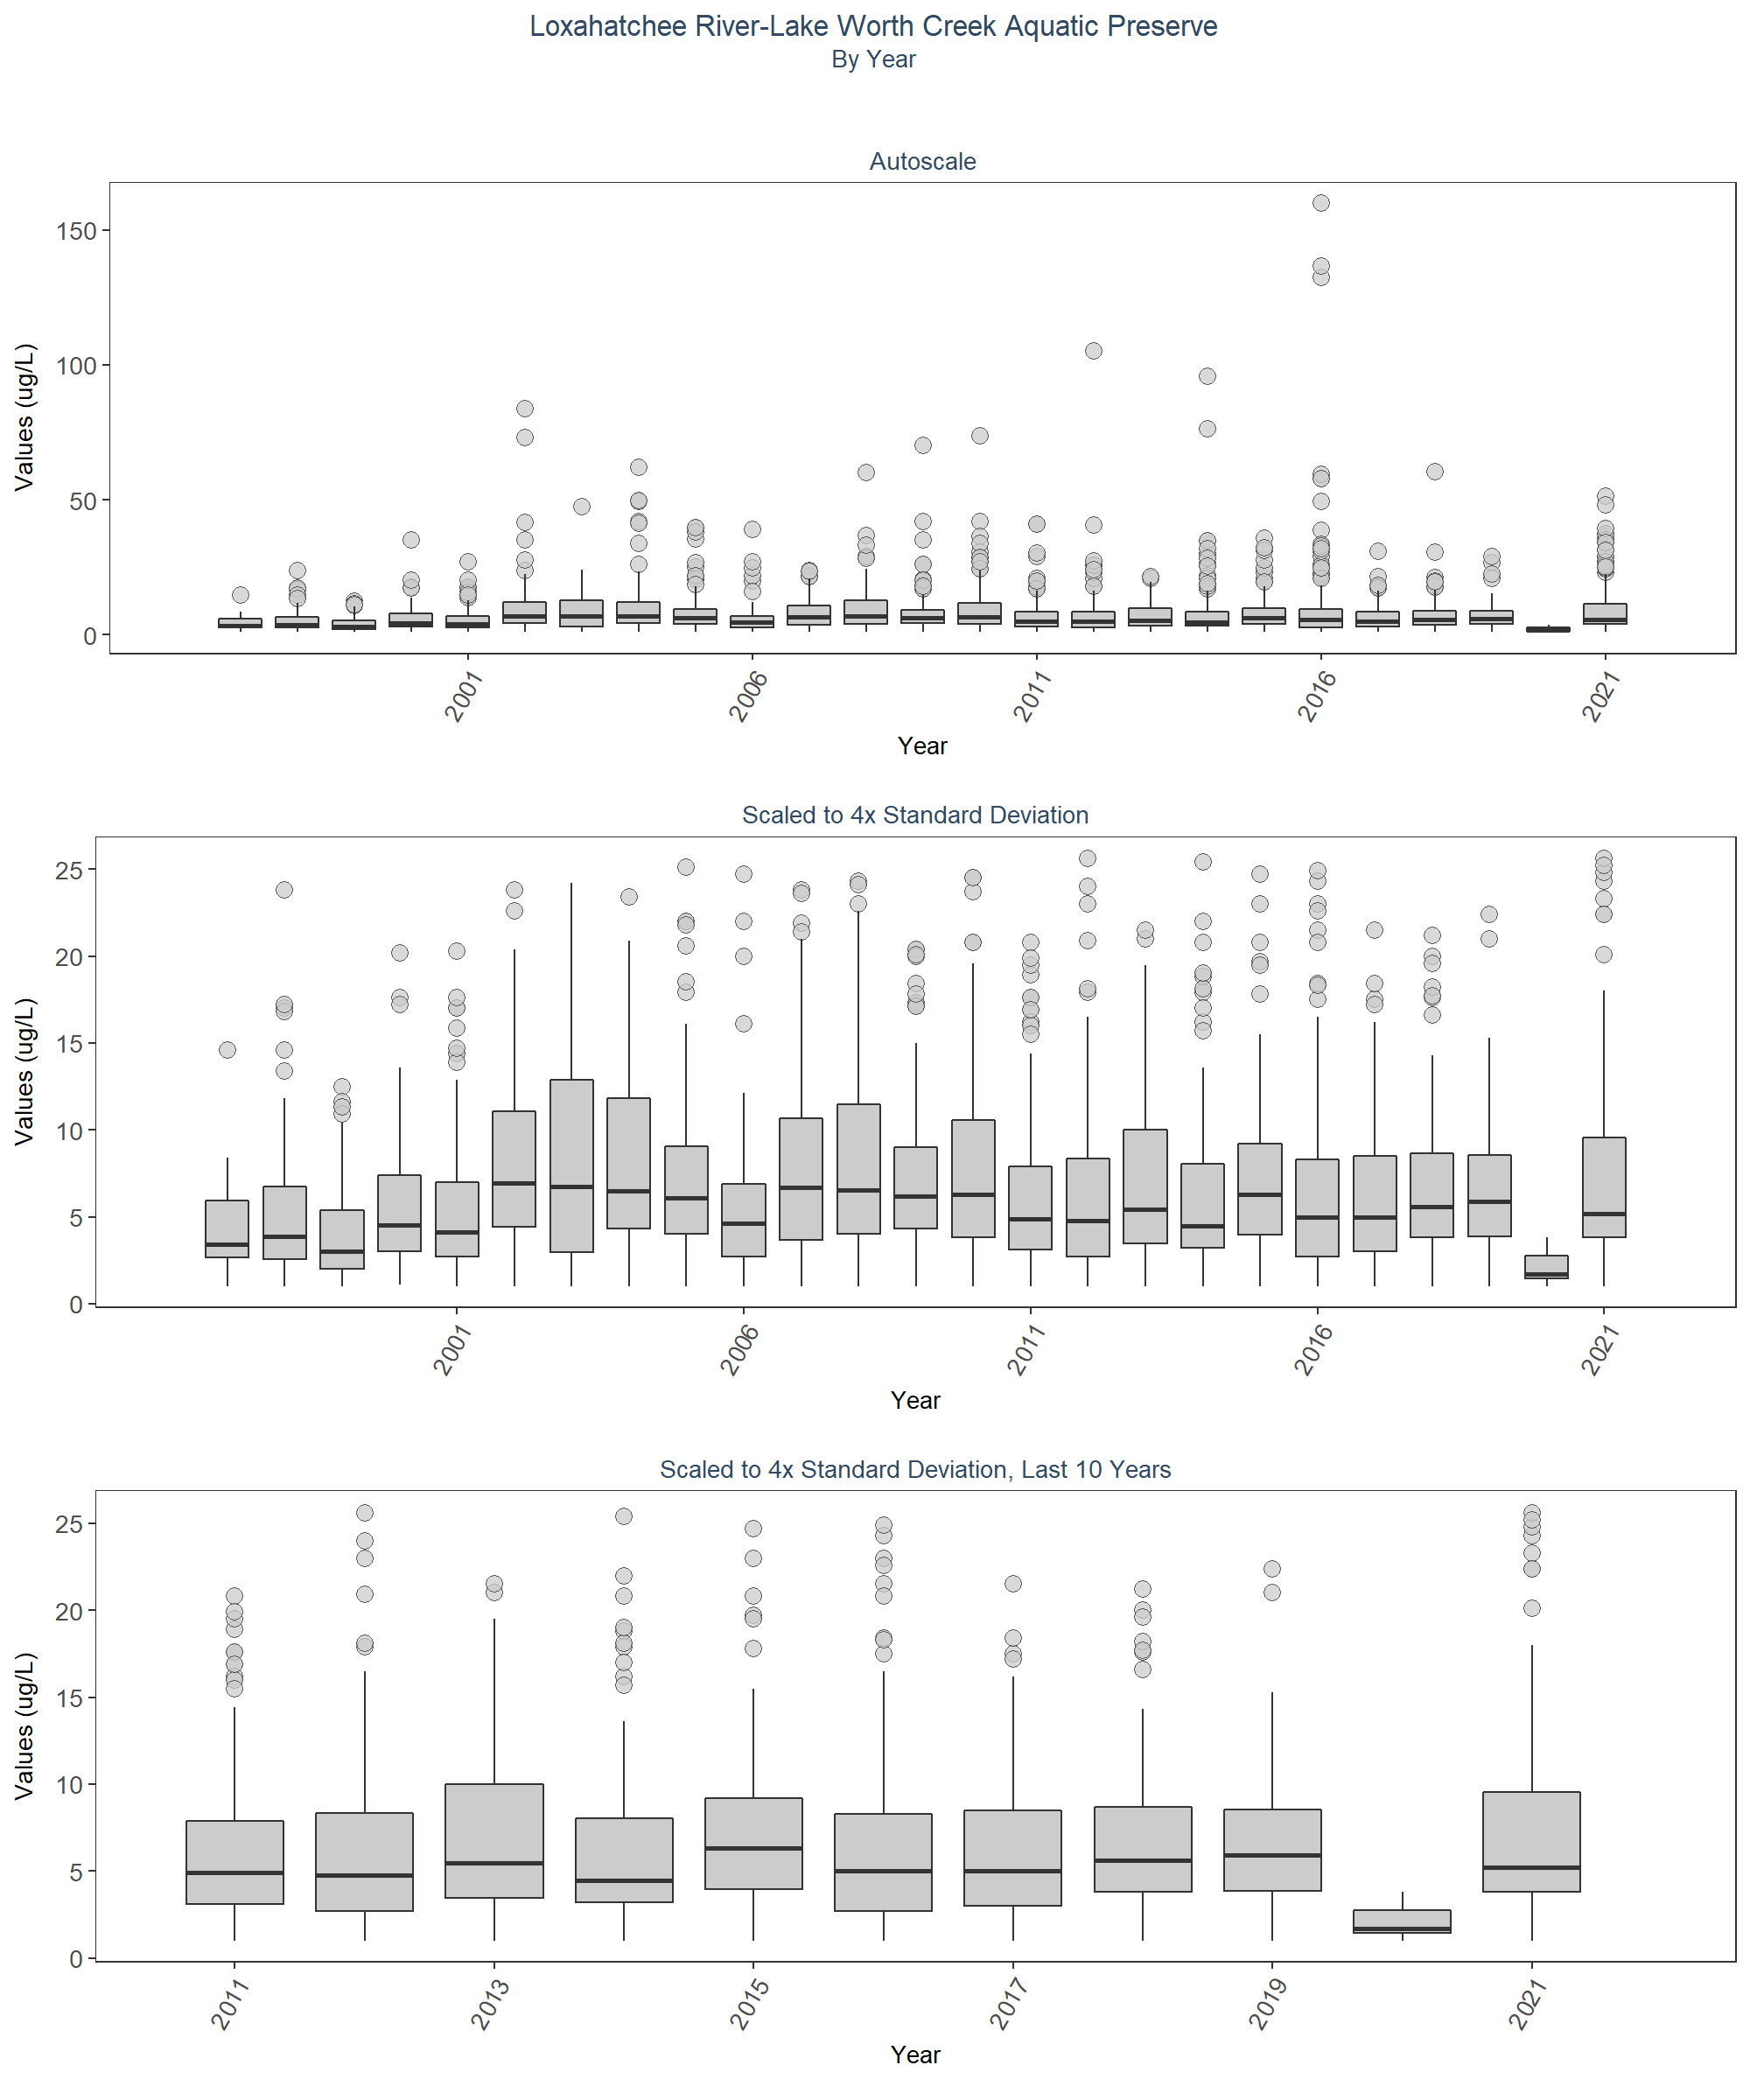 Loxahatchee River-Lake Worth Creek Aquatic Preserve
By Year
Autoscale
Values (ug/L)
150
100
50
0
2001
2006
2011
2016
2021
Year
Scaled to 4x Standard Deviation
Values (ug/L)
25
20
15
10
5
0
2001
2006
2011
2016
2021
Year
Scaled to 4x Standard Deviation, Last 10 Years
Values (ug/L)
25
20
15
10
5
0
2011
2013
2015
2017
2019
2021
Year